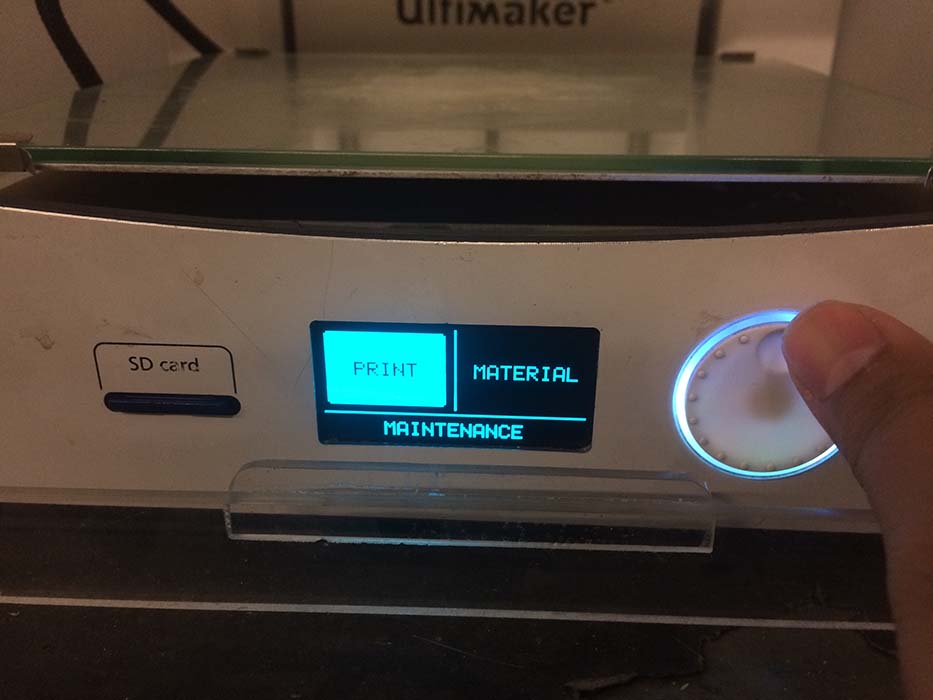 Ultimaker
SD card
PRINT
MATERIAL
MAINTENANCE